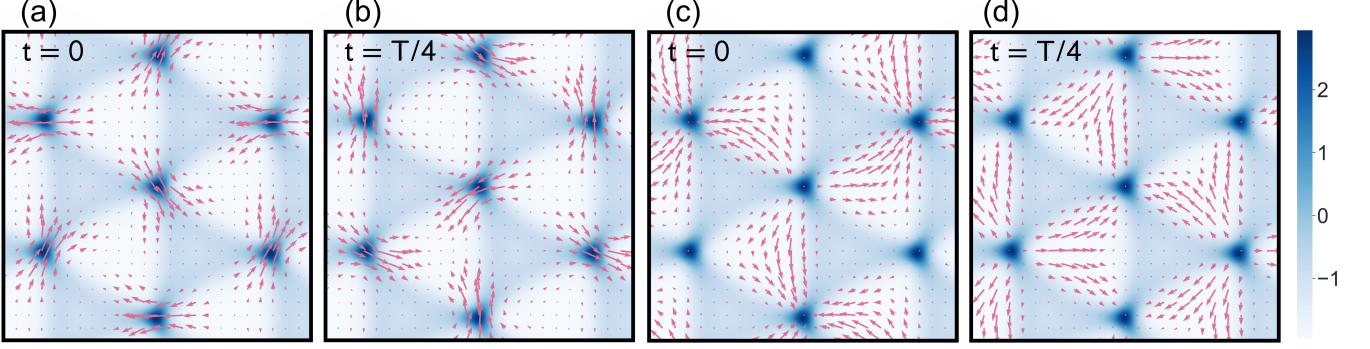 (a)
(b)
(c)
(d)
t = 0
t = T/4
t = 0
t = T/4
2
1
0
−1